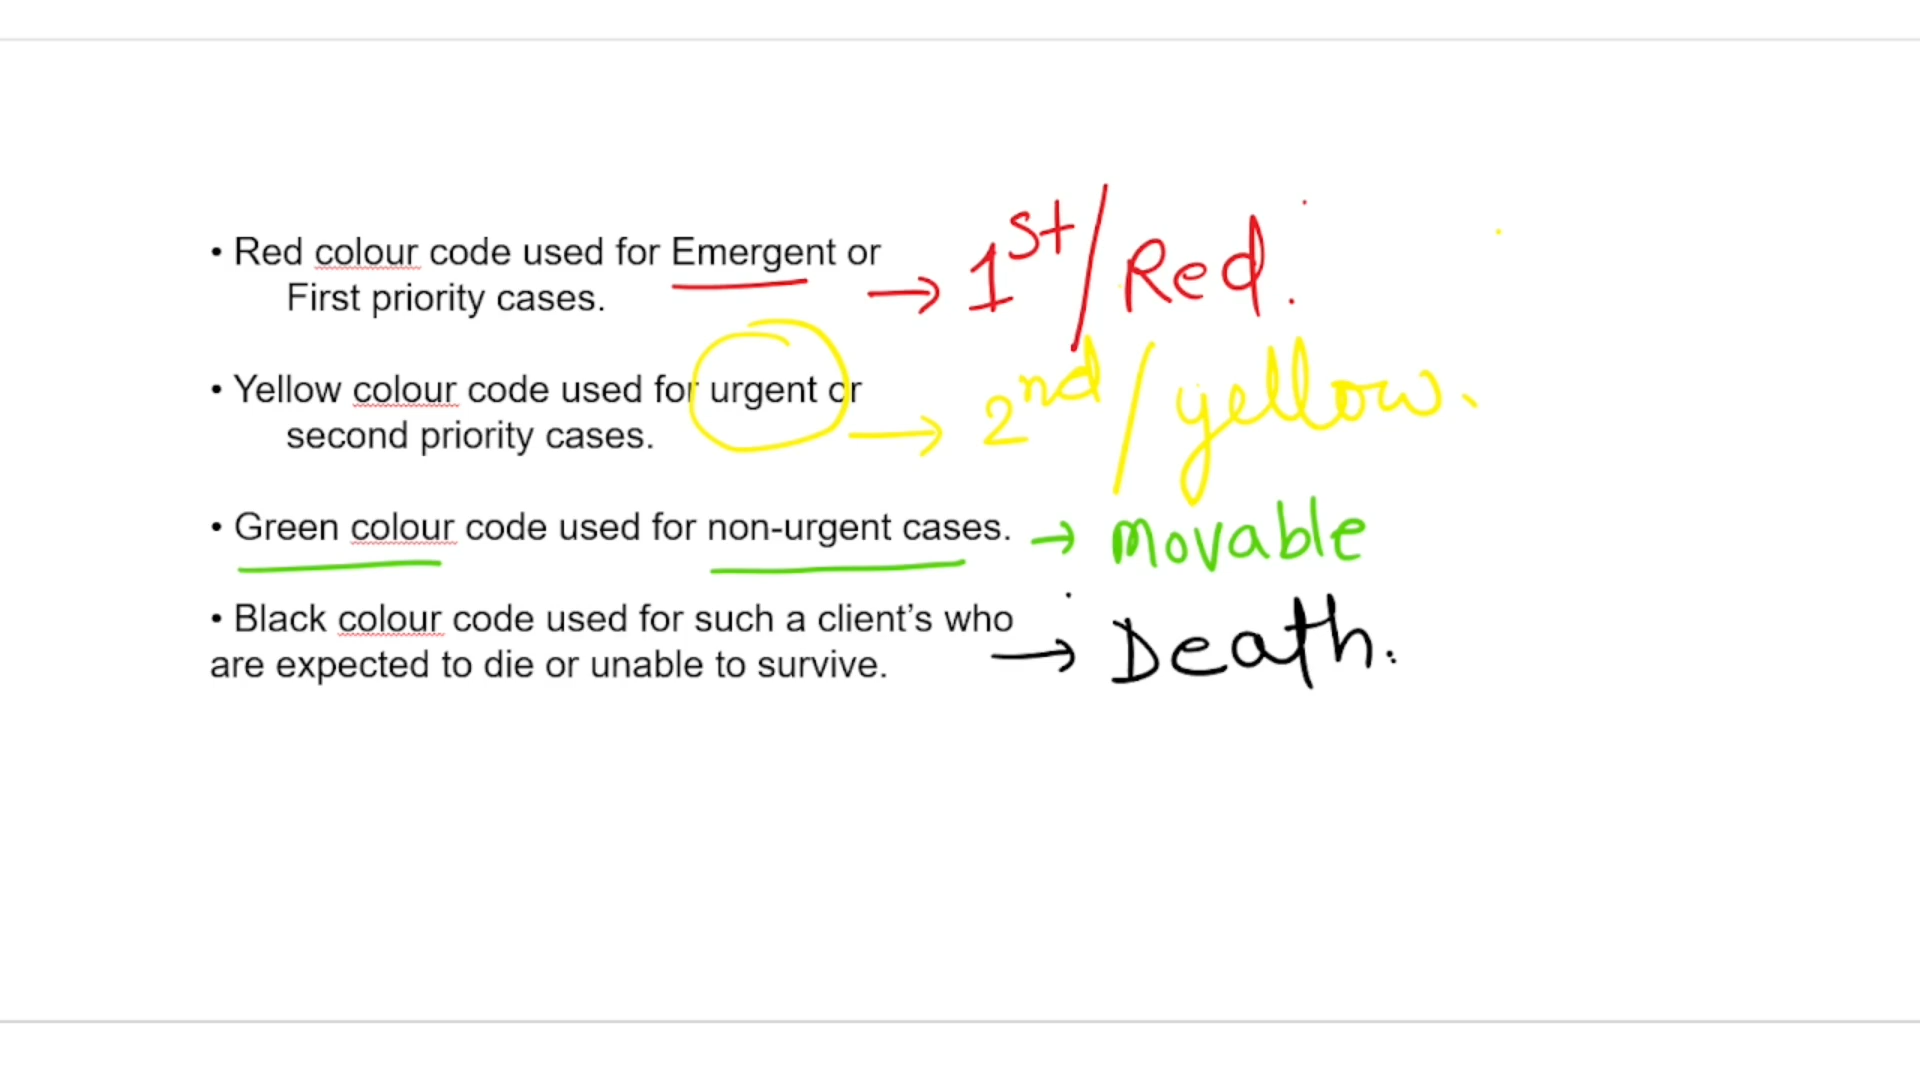 • Red colour code used for Emergent or
First priority cases. → 1st/Red.
• Yellow colour code used for urgent or
second priority cases. → 2nd/yellow.
• Green colour code used for non-urgent cases. → movable
• Black colour code used for such a client’s who
are expected to die or unable to survive. → Death.